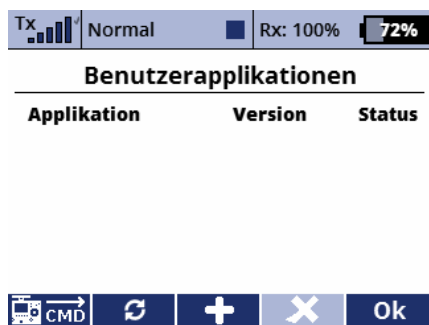 Tx Normal Rx: 100% 72%
Benutzerapplikationen
Applikation Version Status
CMD Ok